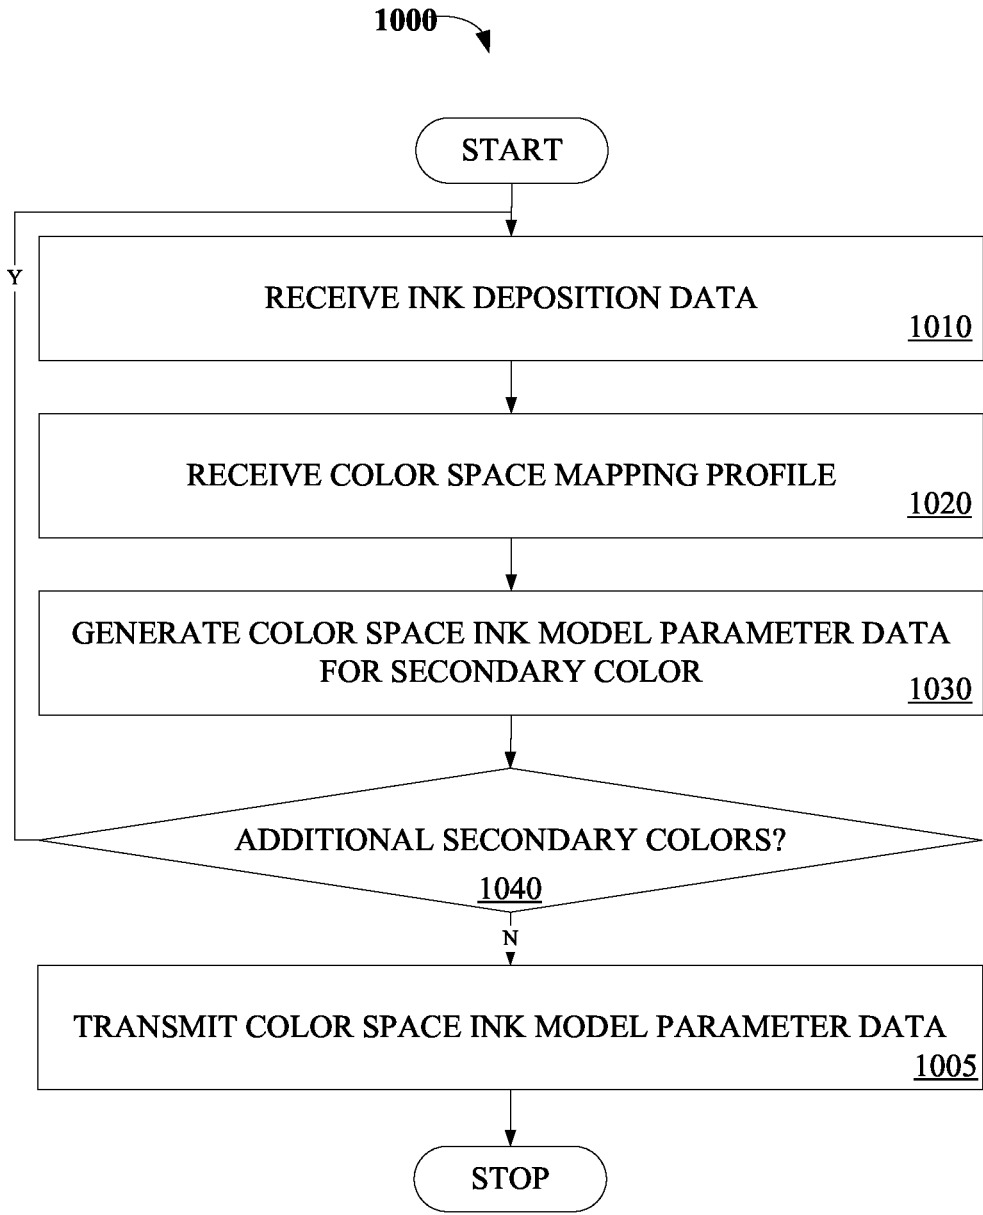 1000
START
Y
RECEIVE INK DEPOSITION DATA
1010
RECEIVE COLOR SPACE MAPPING PROFILE
1020
GENERATE COLOR SPACE INK MODEL PARAMETER DATA
FOR SECONDARY COLOR
1030
ADDITIONAL SECONDARY COLORS?
1040
N
TRANSMIT COLOR SPACE INK MODEL PARAMETER DATA
1005
STOP